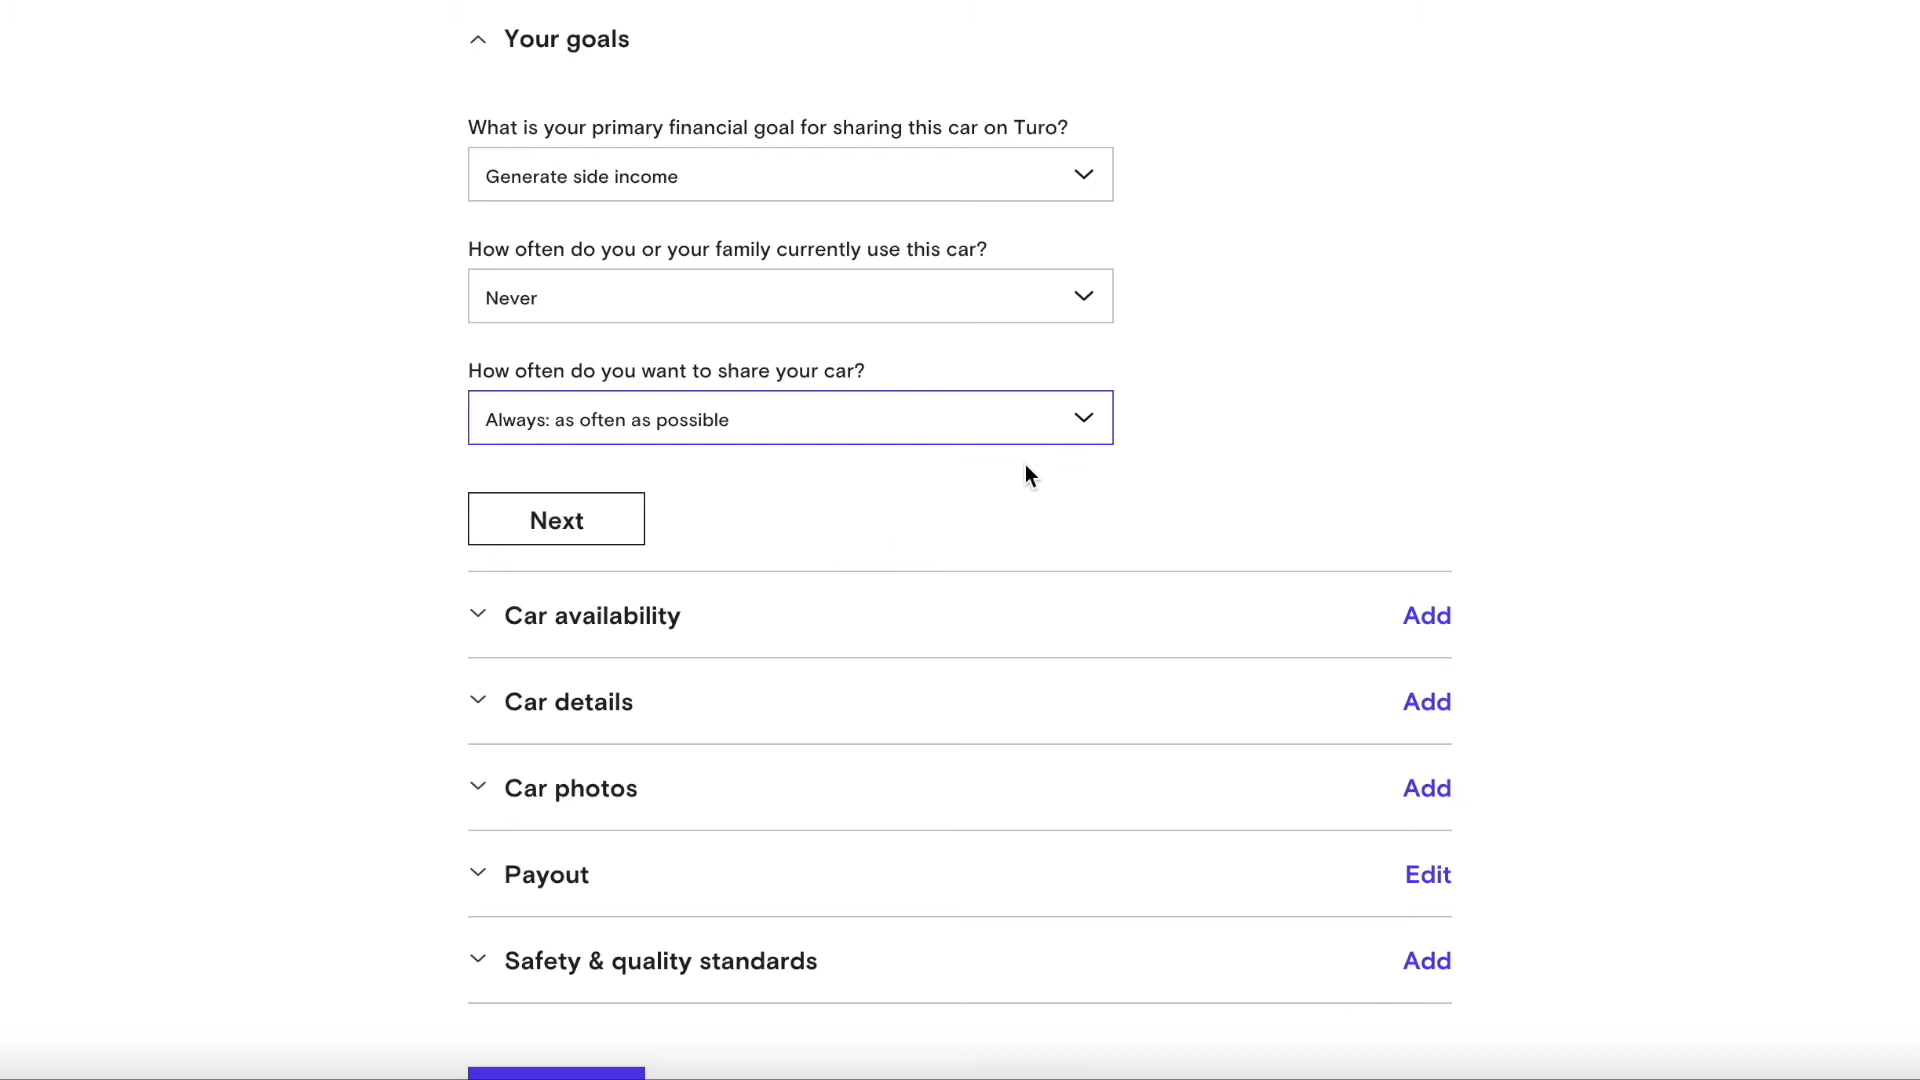 Your goals
What is your primary financial goal for sharing this car on Turo?
Generate side income
How often do you or your family currently use this car?
Never
How often do you want to share your car?
Always: as often as possible
Next
Car availability Add
Car details Add
Car photos Add
Payout Edit
Safety & quality standards Add